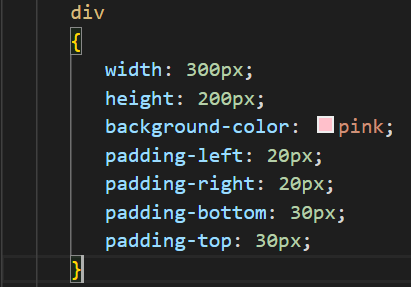 div
{
width: 300px;
height: 200px;
background-color: pink;
padding-left: 20px;
padding-right: 20px;
padding-bottom: 30px;
padding-top: 30px;
}